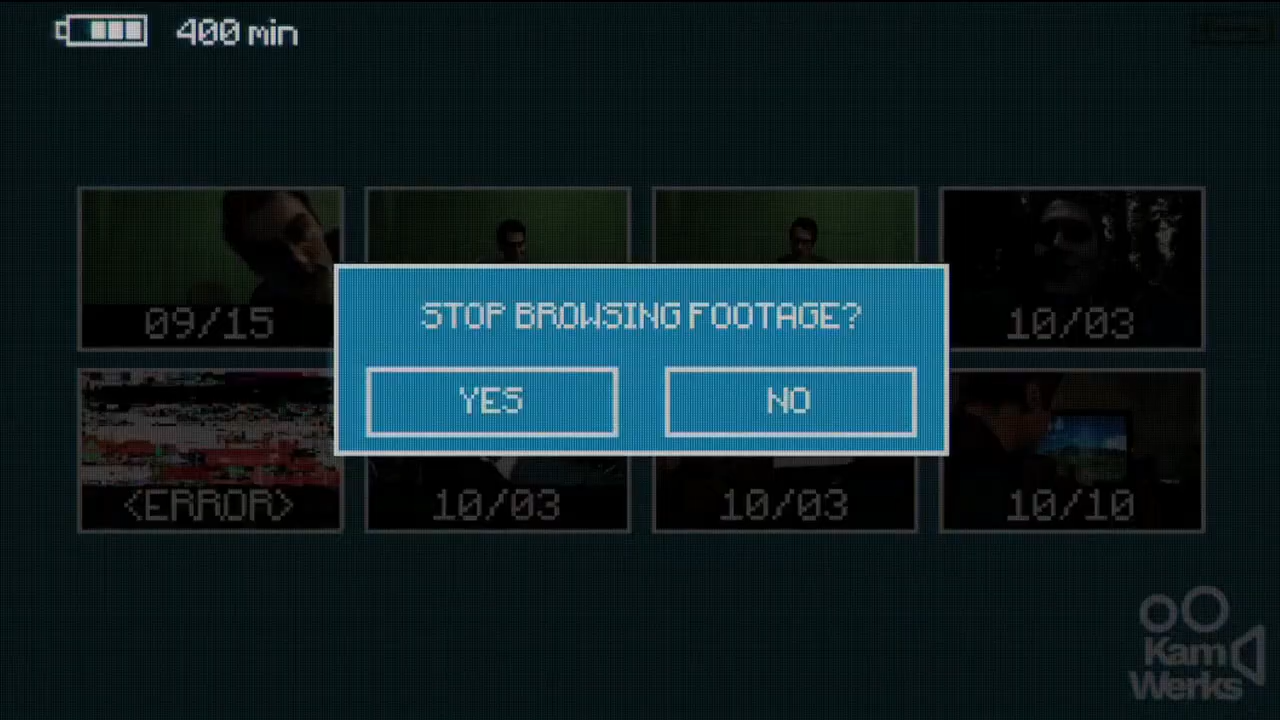 400 min
09/15
10/03
STOP BROWSING FOOTAGE?
YES
NO
<ERROR>
10/03
10/03
10/10
Kam
Werks